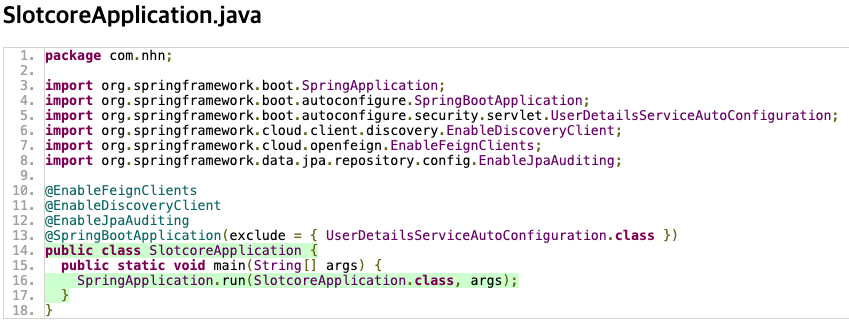 SlotcoreApplication.java
1. package com.nhn;
2.
3. import org.springframework.boot.SpringApplication;
4. import org.springframework.boot.autoconfigure.SpringBootApplication;
5. import org.springframework.boot.autoconfigure.security.servlet.UserDetailsServiceAutoConfiguration;
6. import org.springframework.cloud.client.discovery.EnableDiscoveryClient;
7. import org.springframework.cloud.openfeign.EnableFeignClients;
8. import org.springframework.data.jpa.repository.config.EnableJpaAuditing;
9.
10. @EnableFeignClients
11. @EnableDiscoveryClient
12. @EnableJpaAuditing
13. @SpringBootApplication(exclude = { UserDetailsServiceAutoConfiguration.class })
14. public class SlotcoreApplication {
15.   public static void main(String[] args) {
16.     SpringApplication.run(SlotcoreApplication.class, args);
17.   }
18. }